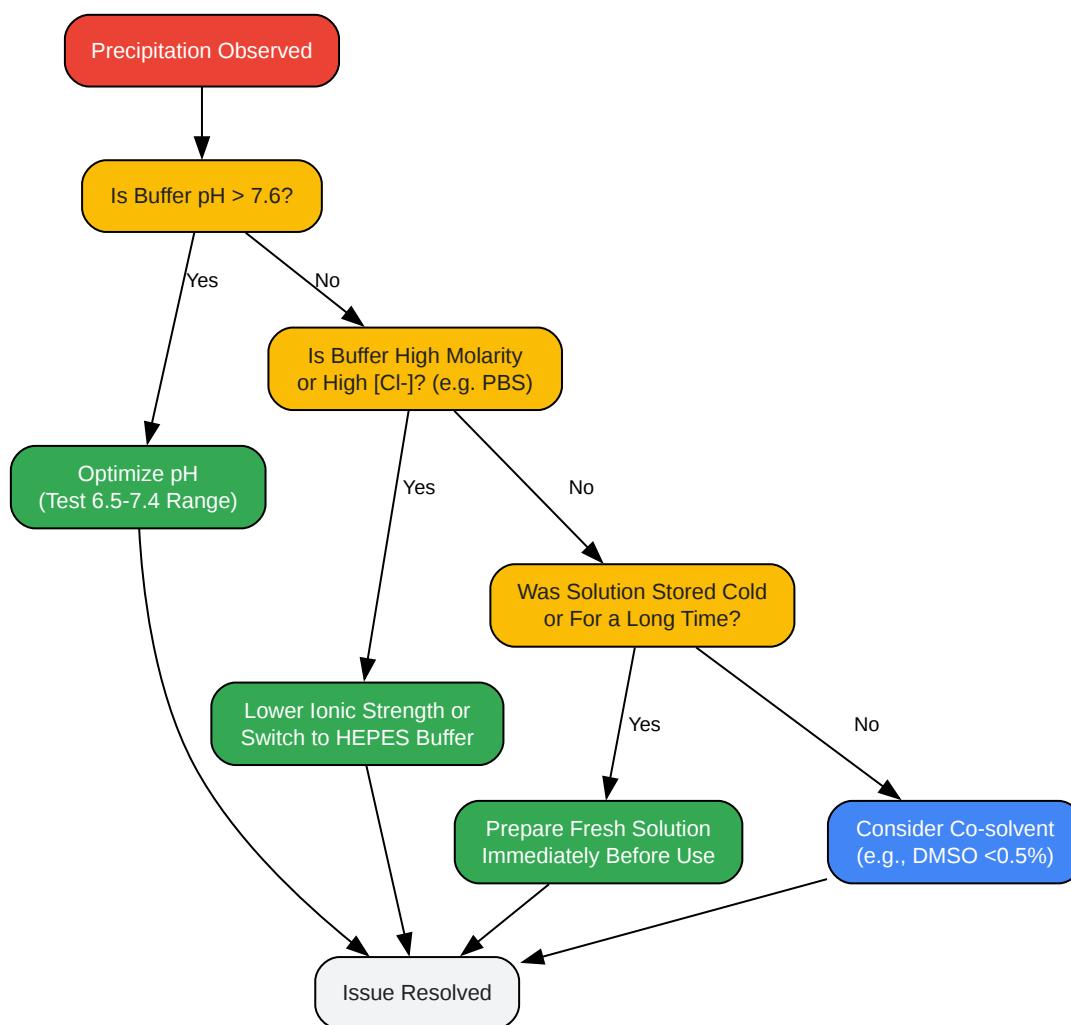 Precipitation Observed
Is Buffer pH > 7.6?
Yes
No
Is Buffer High Molarity
or High [Cl-]? (e.g. PBS)
Optimize pH
(Test 6.5-7.4 Range)
Yes
No
Was Solution Stored Cold
or For a Long Time?
Lower Ionic Strength or
Switch to HEPES Buffer
Yes
No
Prepare Fresh Solution
Immediately Before Use
Consider Co-solvent
(e.g., DMSO <0.5%)
Issue Resolved